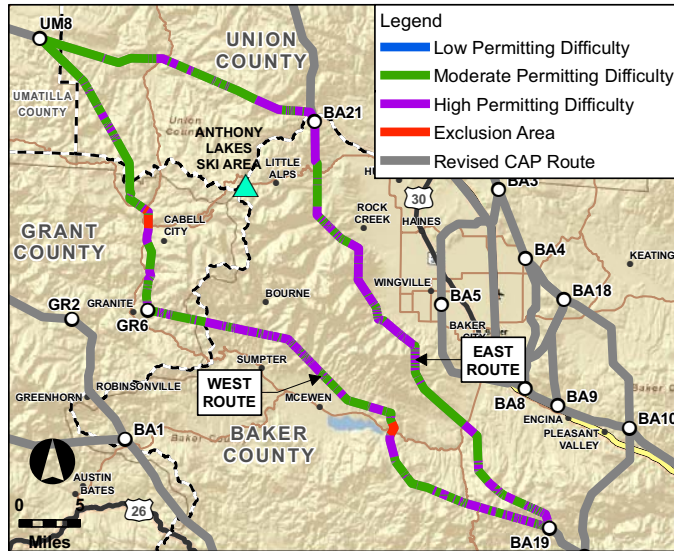 UM8
UNION
COUNTY
UMATILLA
COUNTY
Union
BA21
ANTHONY
LAKES
SKI AREA
LITTLE
ALPS
Legend
Low Permitting Difficulty
Moderate Permitting Difficulty
High Permitting Difficulty
Exclusion Area
Revised CAP Route
30
BA3
HAINES
ROCK
CREEK
GRANT
COUNTY
CABELL
CITY
BA4
KEATING
WINGVILLE
BA5
BA18
GR2
GRANITE
GR6
BOURNE
BAKER
CITY
EAST
ROUTE
SUMPTER
WEST
ROUTE
MCEWEN
GREENHORN
ROBINSONVILLE
BA8
BA9
ENCINA
PLEASANT
VALLEY
BA10
BA1
BAKER
COUNTY
AUSTIN
BATES
26
0 5
Miles
BA19